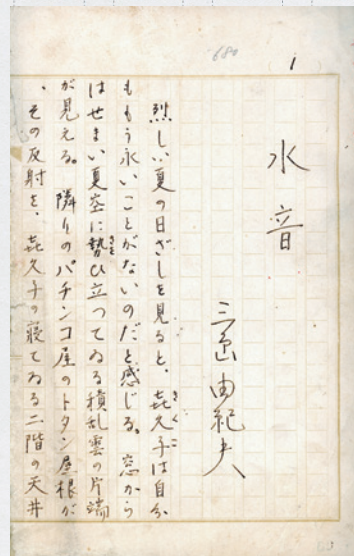 680
1
水音
三島由紀夫
烈しい夏の日ざしを見ると、喜久子は自分
きくこ
ももう永いことがないのだと感じる。窓から
はせまい夏空に勢ひ立つてゐる積乱雲の片端
が見える。隣りのパチンコ屋のトタン屋根が
、その反射を、喜久子の寝てゐる二階の天井